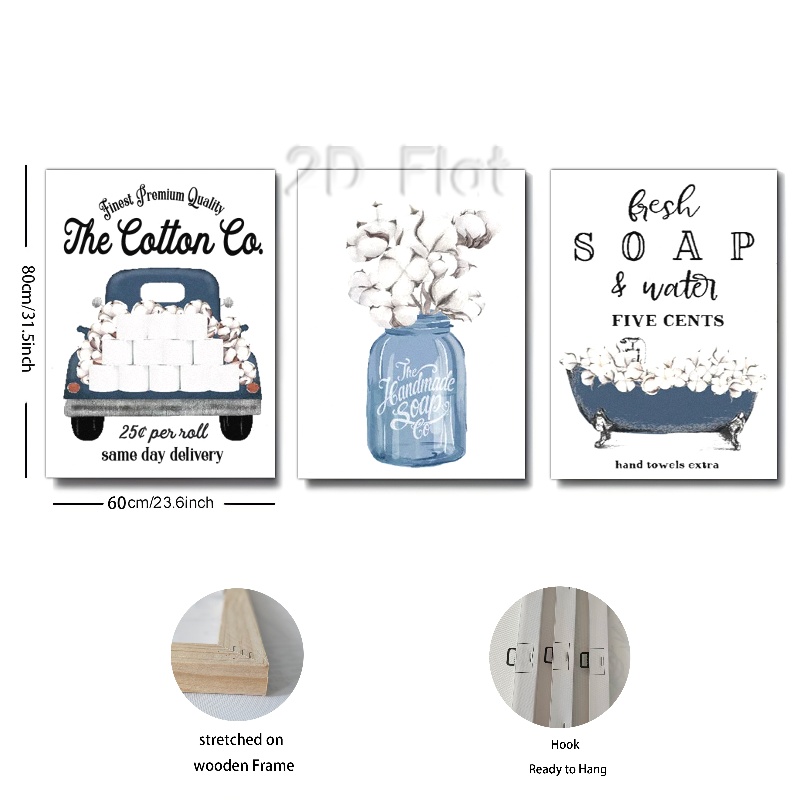 2D Flat
80cm/31.5inch
Finest Premium Quality
The Cotton Co.
25¢ per roll
same day delivery
60cm/23.6inch
The
Handmade
Soap
Co.
fresh
SOAP
& water
FIVE CENTS
hand towels extra
stretched on
wooden Frame
Hook
Ready to Hang